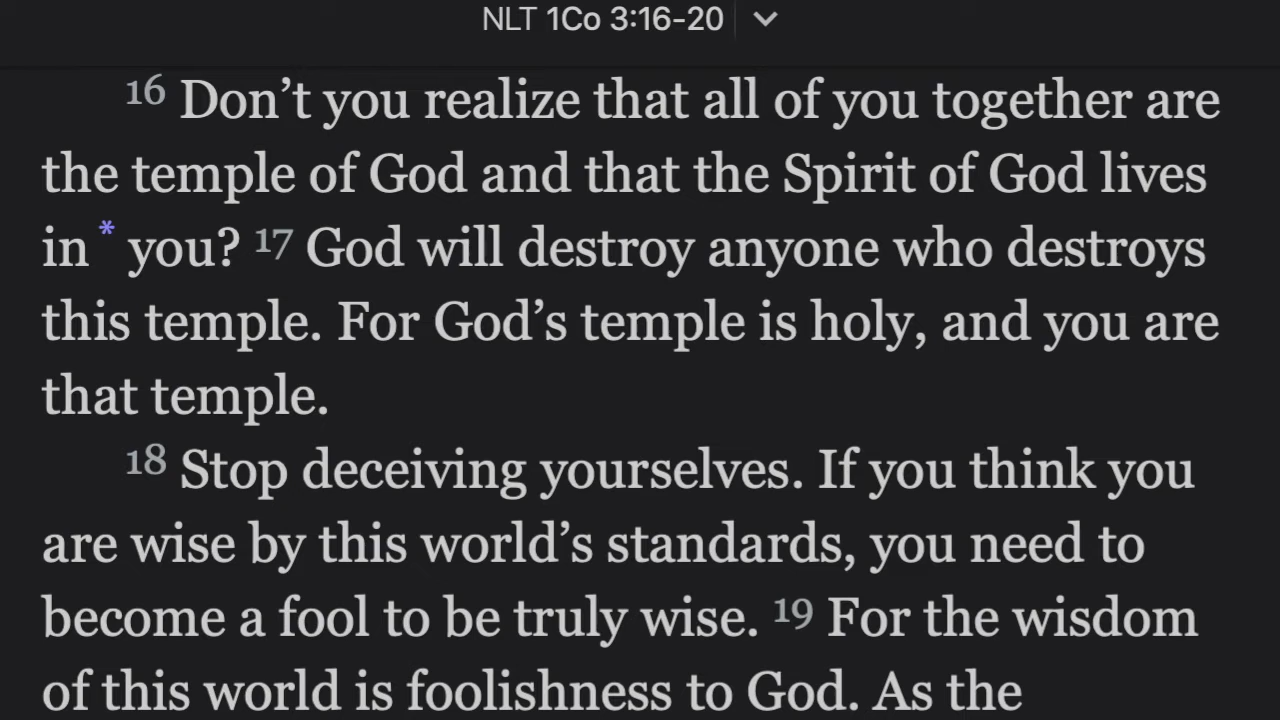 NLT 1Co 3:16-20
16 Don’t you realize that all of you together are
the temple of God and that the Spirit of God lives
in * you? 17 God will destroy anyone who destroys
this temple. For God’s temple is holy, and you are
that temple.
18 Stop deceiving yourselves. If you think you
are wise by this world’s standards, you need to
become a fool to be truly wise. 19 For the wisdom
of this world is foolishness to God. As the